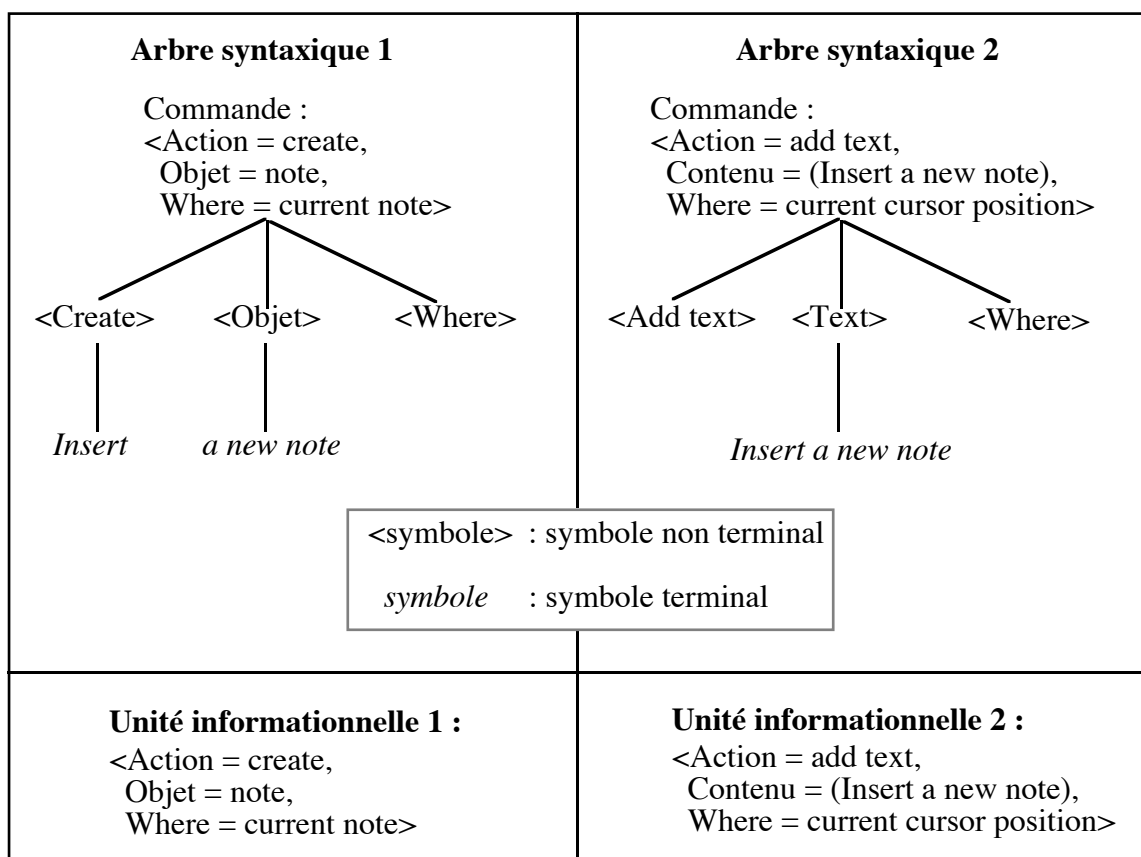 Arbre syntaxique 1
Commande :
<Action = create,
Objet = note,
Where = current note>
<Create> <Objet> <Where>
Insert a new note
Arbre syntaxique 2
Commande :
<Action = add text,
Contenu = (Insert a new note),
Where = current cursor position>
<Add text> <Text> <Where>
Insert a new note
<symbole> : symbole non terminal
symbole : symbole terminal
Unité informationnelle 1 :
<Action = create,
Objet = note,
Where = current note>
Unité informationnelle 2 :
<Action = add text,
Contenu = (Insert a new note),
Where = current cursor position>